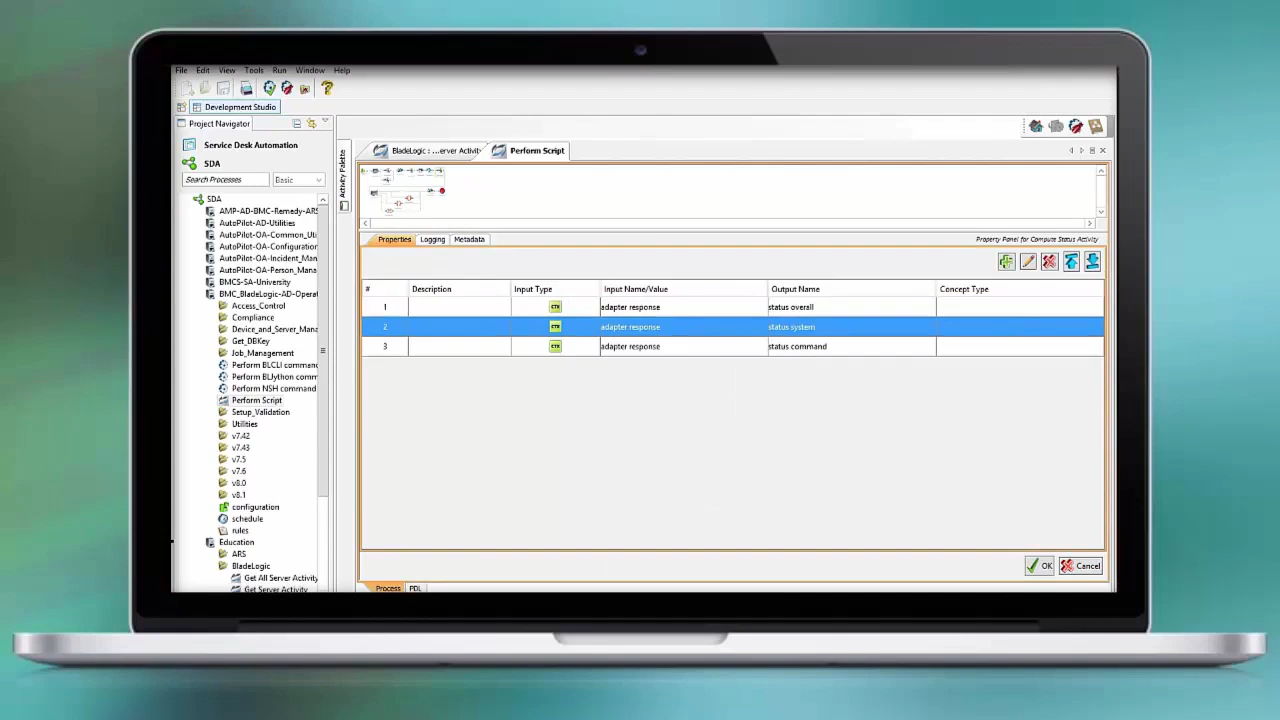 File Edit View Tools Run Window Help
Development Studio
Project Navigator
Service Desk Automation
SDA
Search Processes Basic
SDA
AMP-AD-BMC-Remedy-ARS
AutoPilot-AD-Utilities
AutoPilot-OA-Common_Uti
AutoPilot-OA-Configuration
AutoPilot-OA-Incident_Man
AutoPilot-OA-Person_Mana
BMCS-SA-University
BMC_BladeLogic-AD-Operat
Access_Control
Compliance
Device_and_Server_Mana
Get_DBKey
Job_Management
Perform BLCLI command
Perform BLJython comm
Perform NSH command
Perform Script
Setup_Validation
Utilities
v7.42
v7.43
v7.5
v7.6
v8.0
v8.1
configuration
schedule
rules
Education
ARS
BladeLogic
Get All Server Activity
Get Server Activity
Activity Palette
BladeLogic : ...erver Activity Perform Script
Properties Logging Metadata Property Panel for Compute Status Activity
# Description Input Type Input Name/Value Output Name Concept Type
1 CTX adapter response status overall
2 CTX adapter response status system
3 CTX adapter response status command
OK Cancel
Process PDL